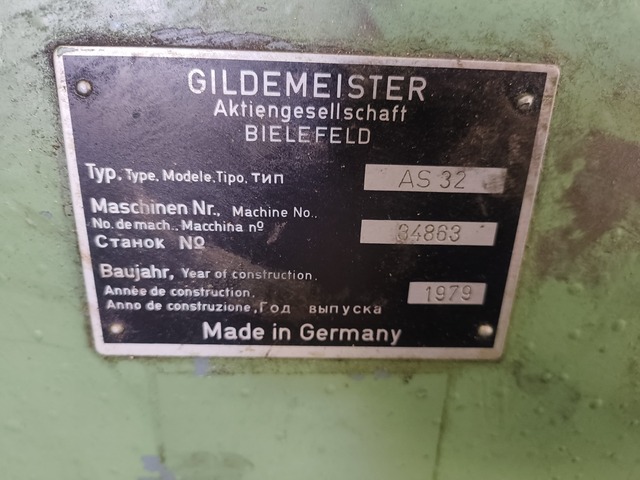 GILDEMEISTER
Aktiengesellschaft
BIELEFELD
Typ, Type, Modele, Tipo, тип AS 32
Maschinen Nr., Machine No.,
No. de mach., Macchina nº 34863
Станок №
Baujahr, Year of construction,
Année de construction, 1979
Anno de construzione, Год выпуска
Made in Germany